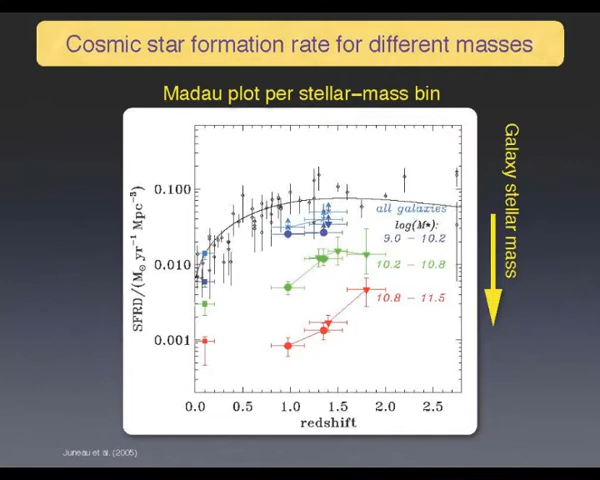 Cosmic star formation rate for different masses
Madau plot per stellar-mass bin
Galaxy stellar mass
SFRD/(M⊙ yr⁻¹ Mpc⁻³)
0.100
0.010
0.001
all galaxies
log(M★):
9.0 - 10.2
10.2 - 10.8
10.8 - 11.5
0.0 0.5 1.0 1.5 2.0 2.5
redshift
Juneau et al. (2005)